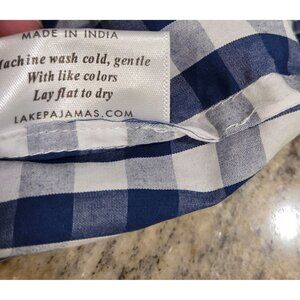 MADE IN INDIA
Machine wash cold, gentle
With like colors
Lay flat to dry
LAKEPAJAMAS.COM